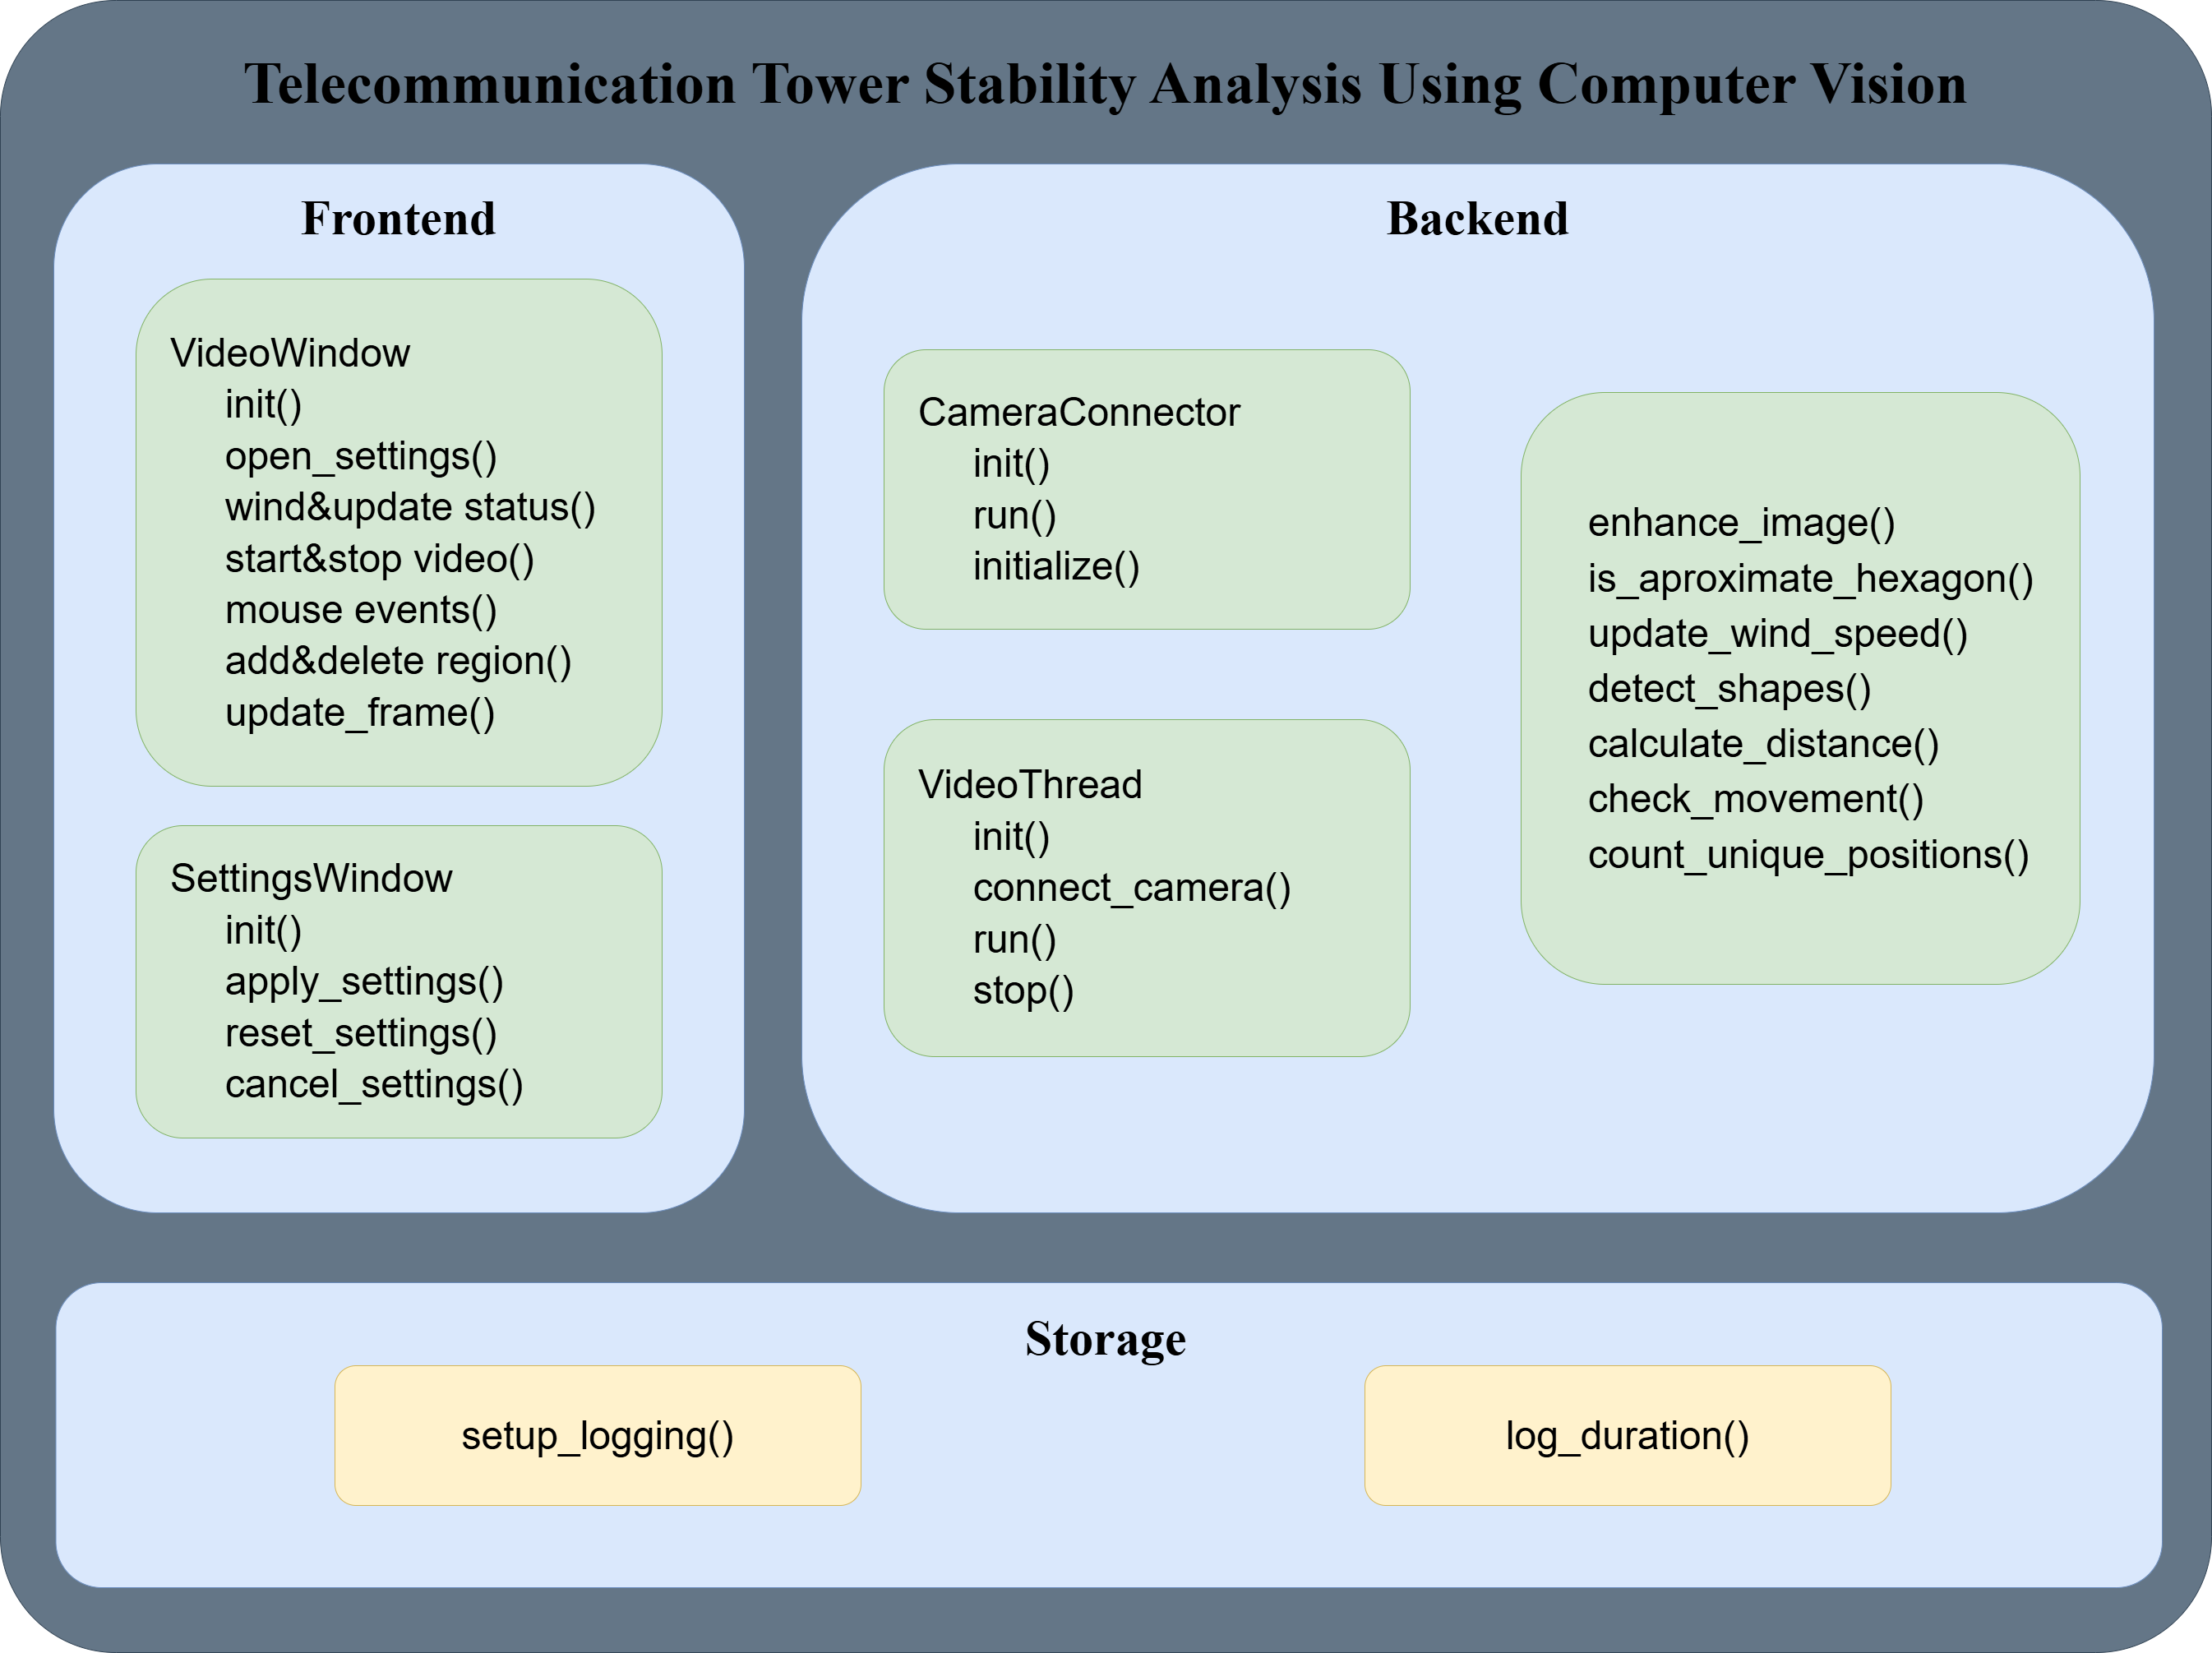 Telecommunication Tower Stability Analysis Using Computer Vision
Frontend
VideoWindow
init()
open_settings()
wind&update status()
start&stop video()
mouse events()
add&delete region()
update_frame()
SettingsWindow
init()
apply_settings()
reset_settings()
cancel_settings()
Backend
CameraConnector
init()
run()
initialize()
VideoThread
init()
connect_camera()
run()
stop()
enhance_image()
is_aproximate_hexagon()
update_wind_speed()
detect_shapes()
calculate_distance()
check_movement()
count_unique_positions()
Storage
setup_logging()
log_duration()